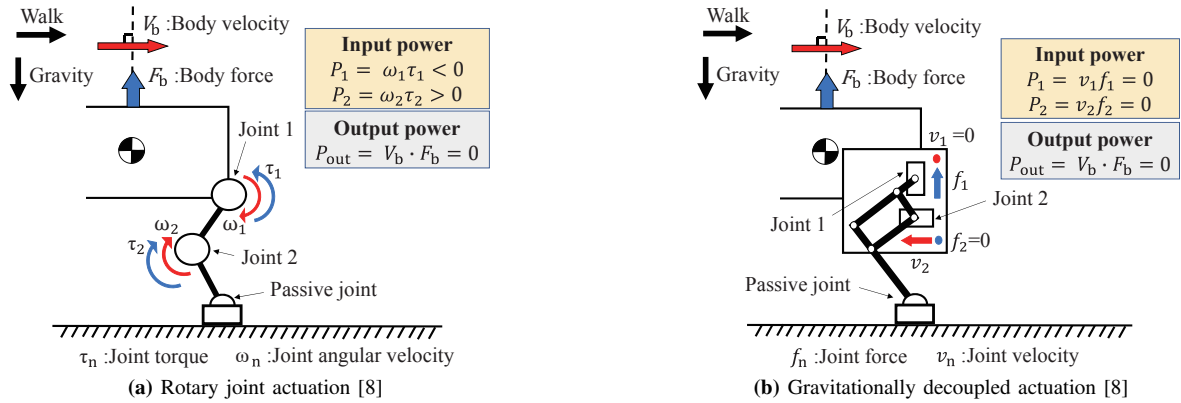 Walk
V_b :Body velocity
Gravity
F_b :Body force
Input power
P_1 = ω_1τ_1 < 0
P_2 = ω_2τ_2 > 0
Output power
P_out = V_b · F_b = 0
Joint 1
τ_1
ω_1
ω_2
τ_2
Joint 2
Passive joint
τ_n :Joint torque ω_n :Joint angular velocity
(a) Rotary joint actuation [8]
Walk
V_b :Body velocity
Gravity
F_b :Body force
Input power
P_1 = v_1f_1 = 0
P_2 = v_2f_2 = 0
Output power
P_out = V_b · F_b = 0
v_1=0
f_1
Joint 1
Joint 2
f_2=0
v_2
Passive joint
f_n :Joint force v_n :Joint velocity
(b) Gravitationally decoupled actuation [8]